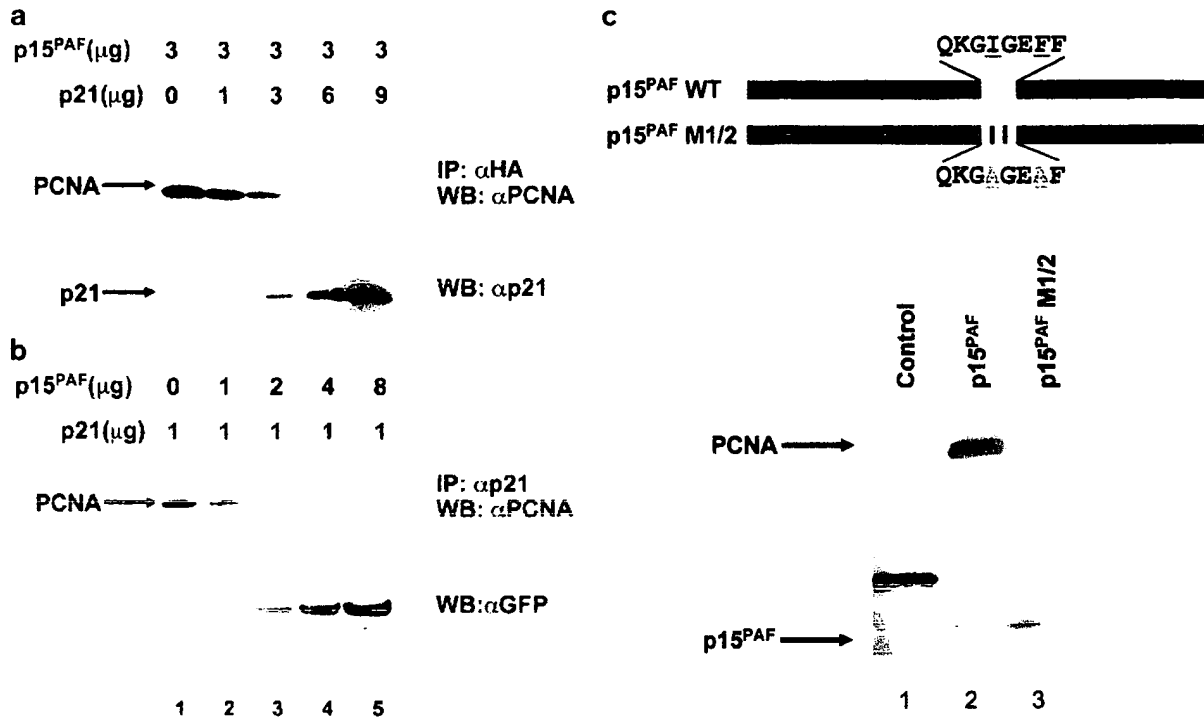 a
p15PAF(μg) 3 3 3 3 3
p21(μg) 0 1 3 6 9
PCNA
IP: αHA
WB: αPCNA
p21
WB: αp21
b
p15PAF(μg) 0 1 2 4 8
p21(μg) 1 1 1 1 1
PCNA
IP: αp21
WB: αPCNA
WB:αGFP
1 2 3 4 5
c
QKGIGEFF
p15PAF WT
p15PAF M1/2
QKGAGEAF
Control
p15PAF
p15PAF M1/2
PCNA
p15PAF
1 2 3